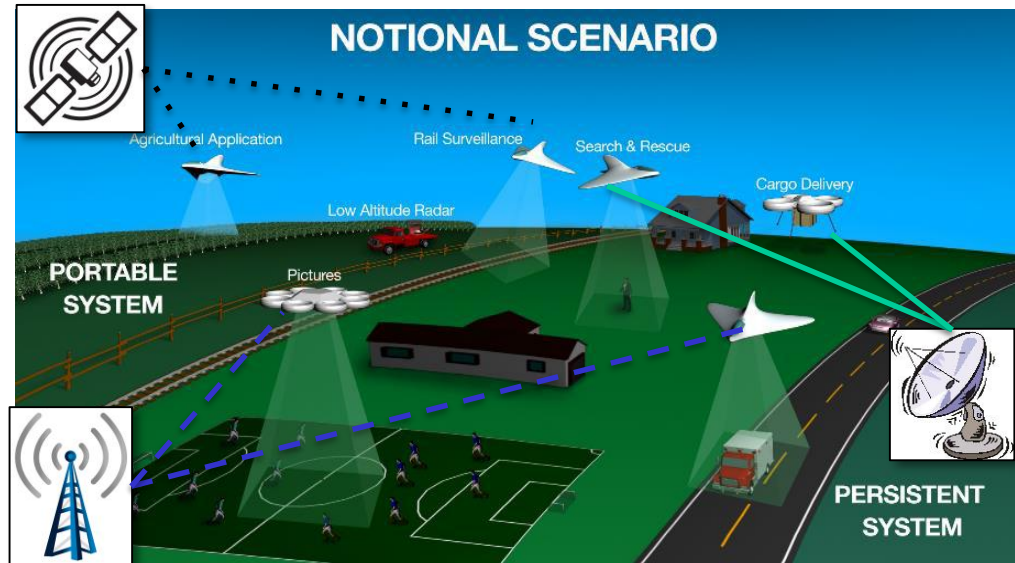 NOTIONAL SCENARIO
Agricultural Application
Rail Surveillance
Search & Rescue
Cargo Delivery
Low Altitude Radar
PORTABLE
SYSTEM
Pictures
PERSISTENT
SYSTEM